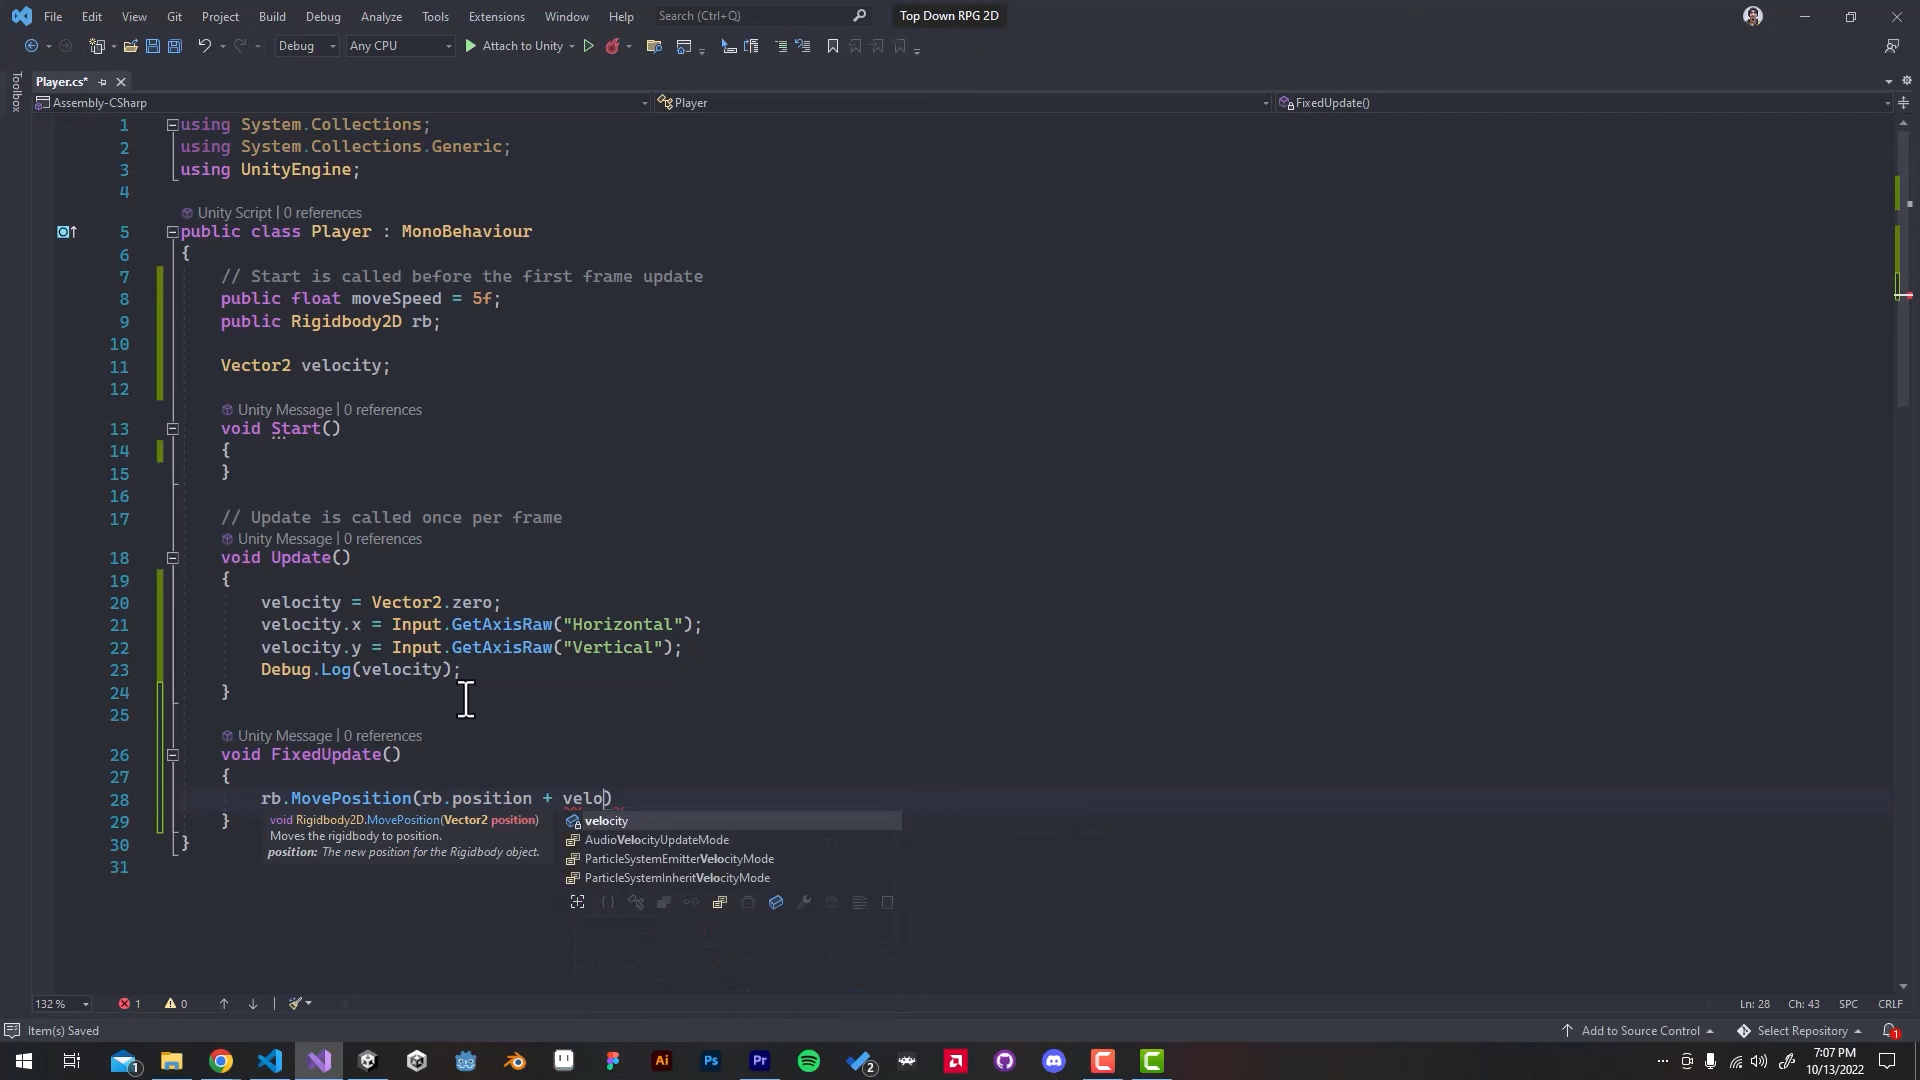 File Edit View Git Project Build Debug Analyze Tools Extensions Window Help Search (Ctrl+Q) Top Down RPG 2D
Debug Any CPU Attach to Unity
Toolbox
Player.cs*
Assembly-CSharp Player FixedUpdate()
1 using System.Collections;
2 using System.Collections.Generic;
3 using UnityEngine;
4
Unity Script | 0 references
5 public class Player : MonoBehaviour
6 {
7 // Start is called before the first frame update
8 public float moveSpeed = 5f;
9 public Rigidbody2D rb;
10
11 Vector2 velocity;
12
Unity Message | 0 references
13 void Start()
14 {
15 }
16
17 // Update is called once per frame
Unity Message | 0 references
18 void Update()
19 {
20 velocity = Vector2.zero;
21 velocity.x = Input.GetAxisRaw("Horizontal");
22 velocity.y = Input.GetAxisRaw("Vertical");
23 Debug.Log(velocity);
24 }
25
Unity Message | 0 references
26 void FixedUpdate()
27 {
28 rb.MovePosition(rb.position + velo)
29 }
30 }
31
void Rigidbody2D.MovePosition(Vector2 position)
Moves the rigidbody to position.
position: The new position for the Rigidbody object.
velocity
AudioVelocityUpdateMode
ParticleSystemEmitterVelocityMode
ParticleSystemInheritVelocityMode
132 % 1 0 Ln: 28 Ch: 43 SPC CRLF
Item(s) Saved Add to Source Control Select Repository 1
1 Ai Ps Pr 2 7:07 PM
10/13/2022